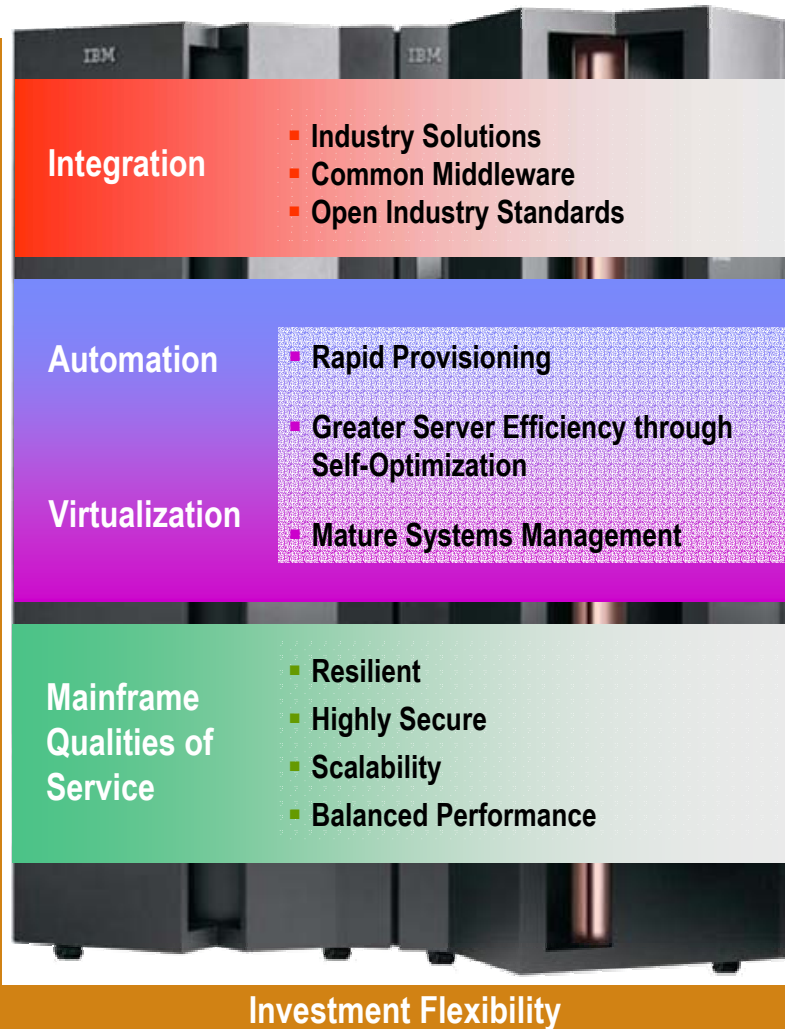 IBM
IBM
Integration
▪ Industry Solutions
▪ Common Middleware
▪ Open Industry Standards
Automation
▪ Rapid Provisioning
▪ Greater Server Efficiency through
Self-Optimization
Virtualization
▪ Mature Systems Management
Mainframe
Qualities of
Service
▪ Resilient
▪ Highly Secure
▪ Scalability
▪ Balanced Performance
Investment Flexibility